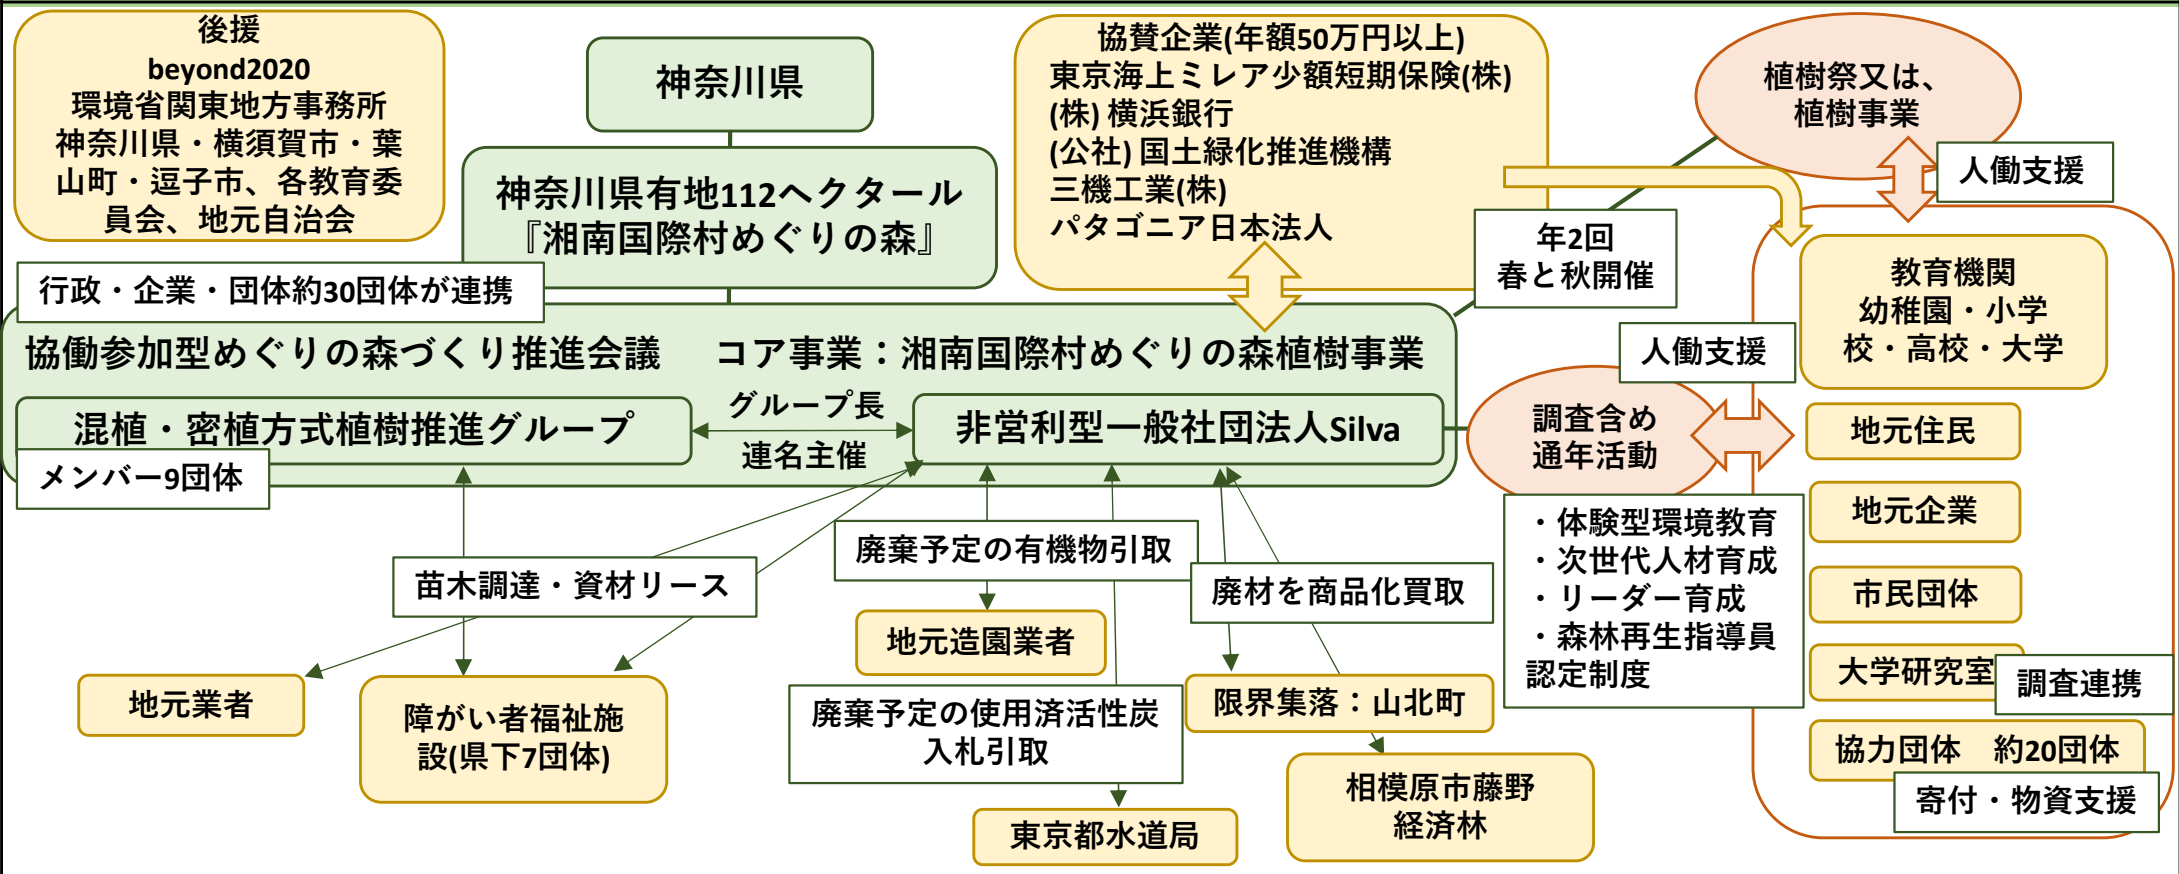 後援
beyond2020
環境省関東地方事務所
神奈川県・横須賀市・葉
山町・逗子市、各教育委
員会、地元自治会
神奈川県
神奈川県有地112ヘクタール
『湘南国際村めぐりの森』
協賛企業(年額50万円以上)
東京海上ミレア少額短期保険(株)
(株) 横浜銀行
(公社) 国土緑化推進機構
三機工業(株)
パタゴニア日本法人
植樹祭又は、
植樹事業
人働支援
年2回
春と秋開催
行政・企業・団体約30団体が連携
協働参加型めぐりの森づくり推進会議　コア事業：湘南国際村めぐりの森植樹事業
混植・密植方式植樹推進グループ
グループ長
連名主催
非営利型一般社団法人Silva
メンバー9団体
教育機関
幼稚園・小学
校・高校・大学
人働支援
調査含め
通年活動
地元住民
地元企業
市民団体
大学研究室
調査連携
協力団体　約20団体
寄付・物資支援
・体験型環境教育
・次世代人材育成
・リーダー育成
・森林再生指導員
認定制度
苗木調達・資材リース
廃棄予定の有機物引取
廃材を商品化買取
地元業者
障がい者福祉施
設(県下7団体)
地元造園業者
廃棄予定の使用済活性炭
入札引取
東京都水道局
限界集落：山北町
相模原市藤野
経済林